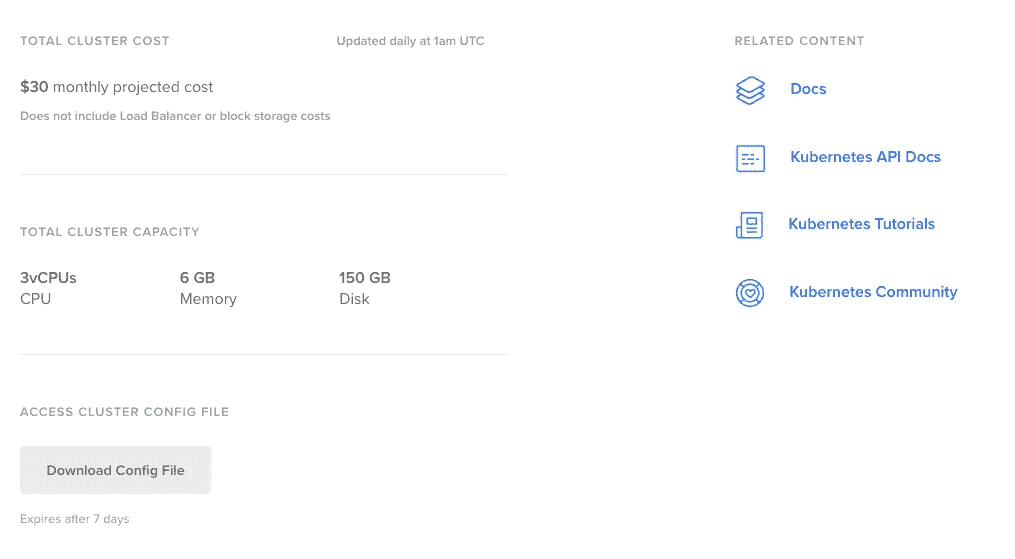 TOTAL CLUSTER COST
Updated daily at 1am UTC
$30 monthly projected cost
Does not include Load Balancer or block storage costs
TOTAL CLUSTER CAPACITY
3vCPUs
CPU
6 GB
Memory
150 GB
Disk
ACCESS CLUSTER CONFIG FILE
Download Config File
Expires after 7 days
RELATED CONTENT
Docs
Kubernetes API Docs
Kubernetes Tutorials
Kubernetes Community